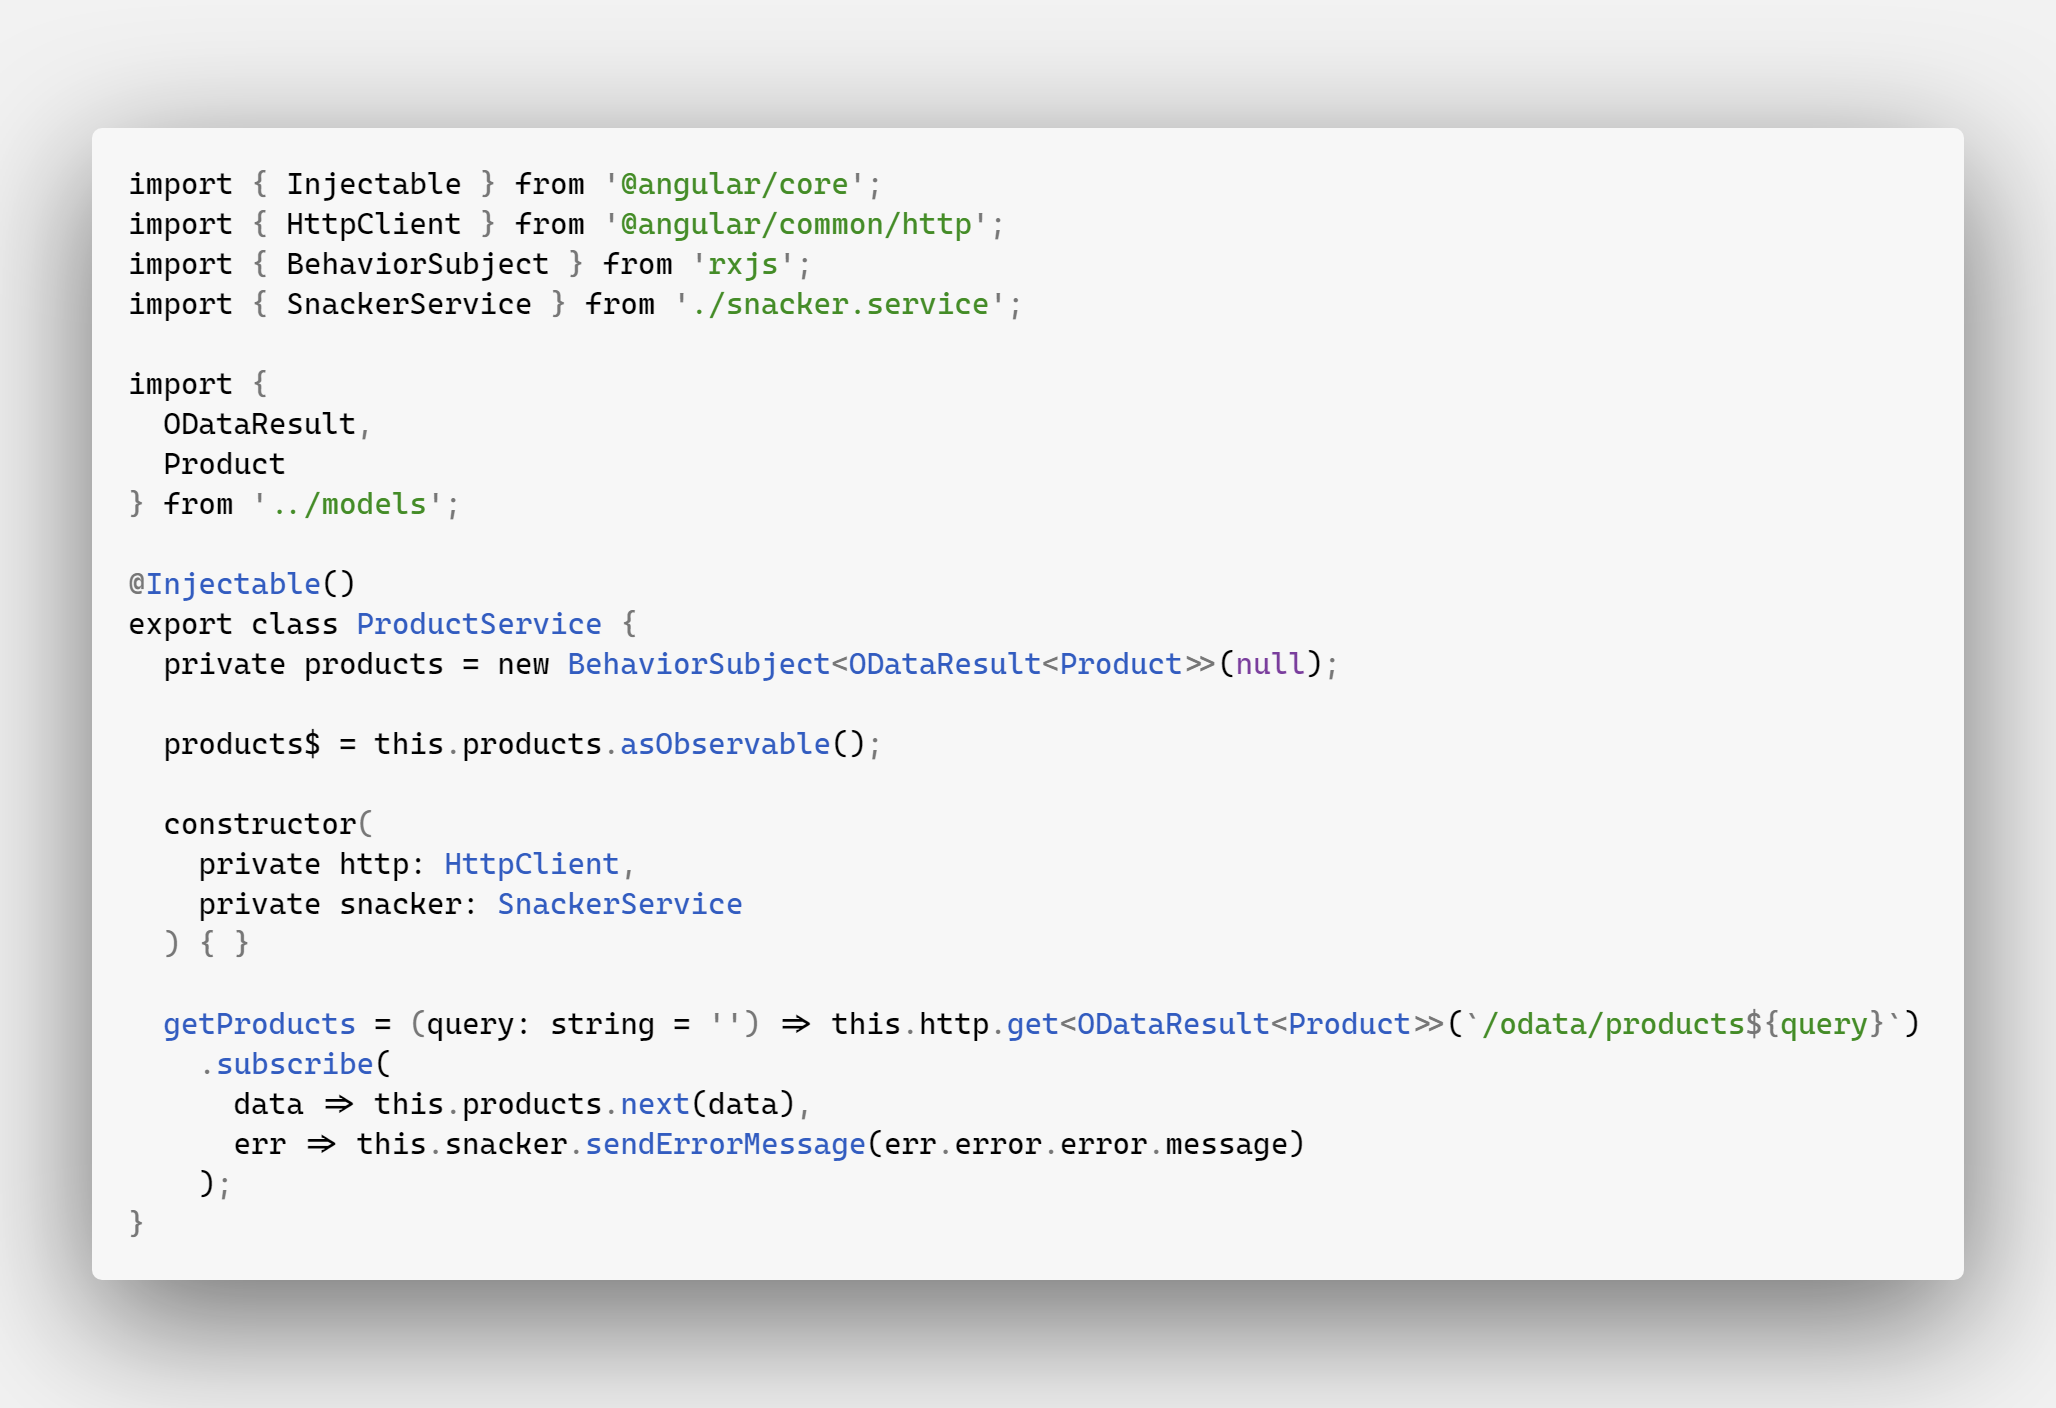 import { Injectable } from '@angular/core';
import { HttpClient } from '@angular/common/http';
import { BehaviorSubject } from 'rxjs';
import { SnackerService } from './snacker.service';

import {
  ODataResult,
  Product
} from '../models';

@Injectable()
export class ProductService {
  private products = new BehaviorSubject<ODataResult<Product>>(null);

  products$ = this.products.asObservable();

  constructor(
    private http: HttpClient,
    private snacker: SnackerService
  ) { }

  getProducts = (query: string = '') => this.http.get<ODataResult<Product>>(`/odata/products${query}`)
    .subscribe(
      data => this.products.next(data),
      err => this.snacker.sendErrorMessage(err.error.error.message)
    );
}